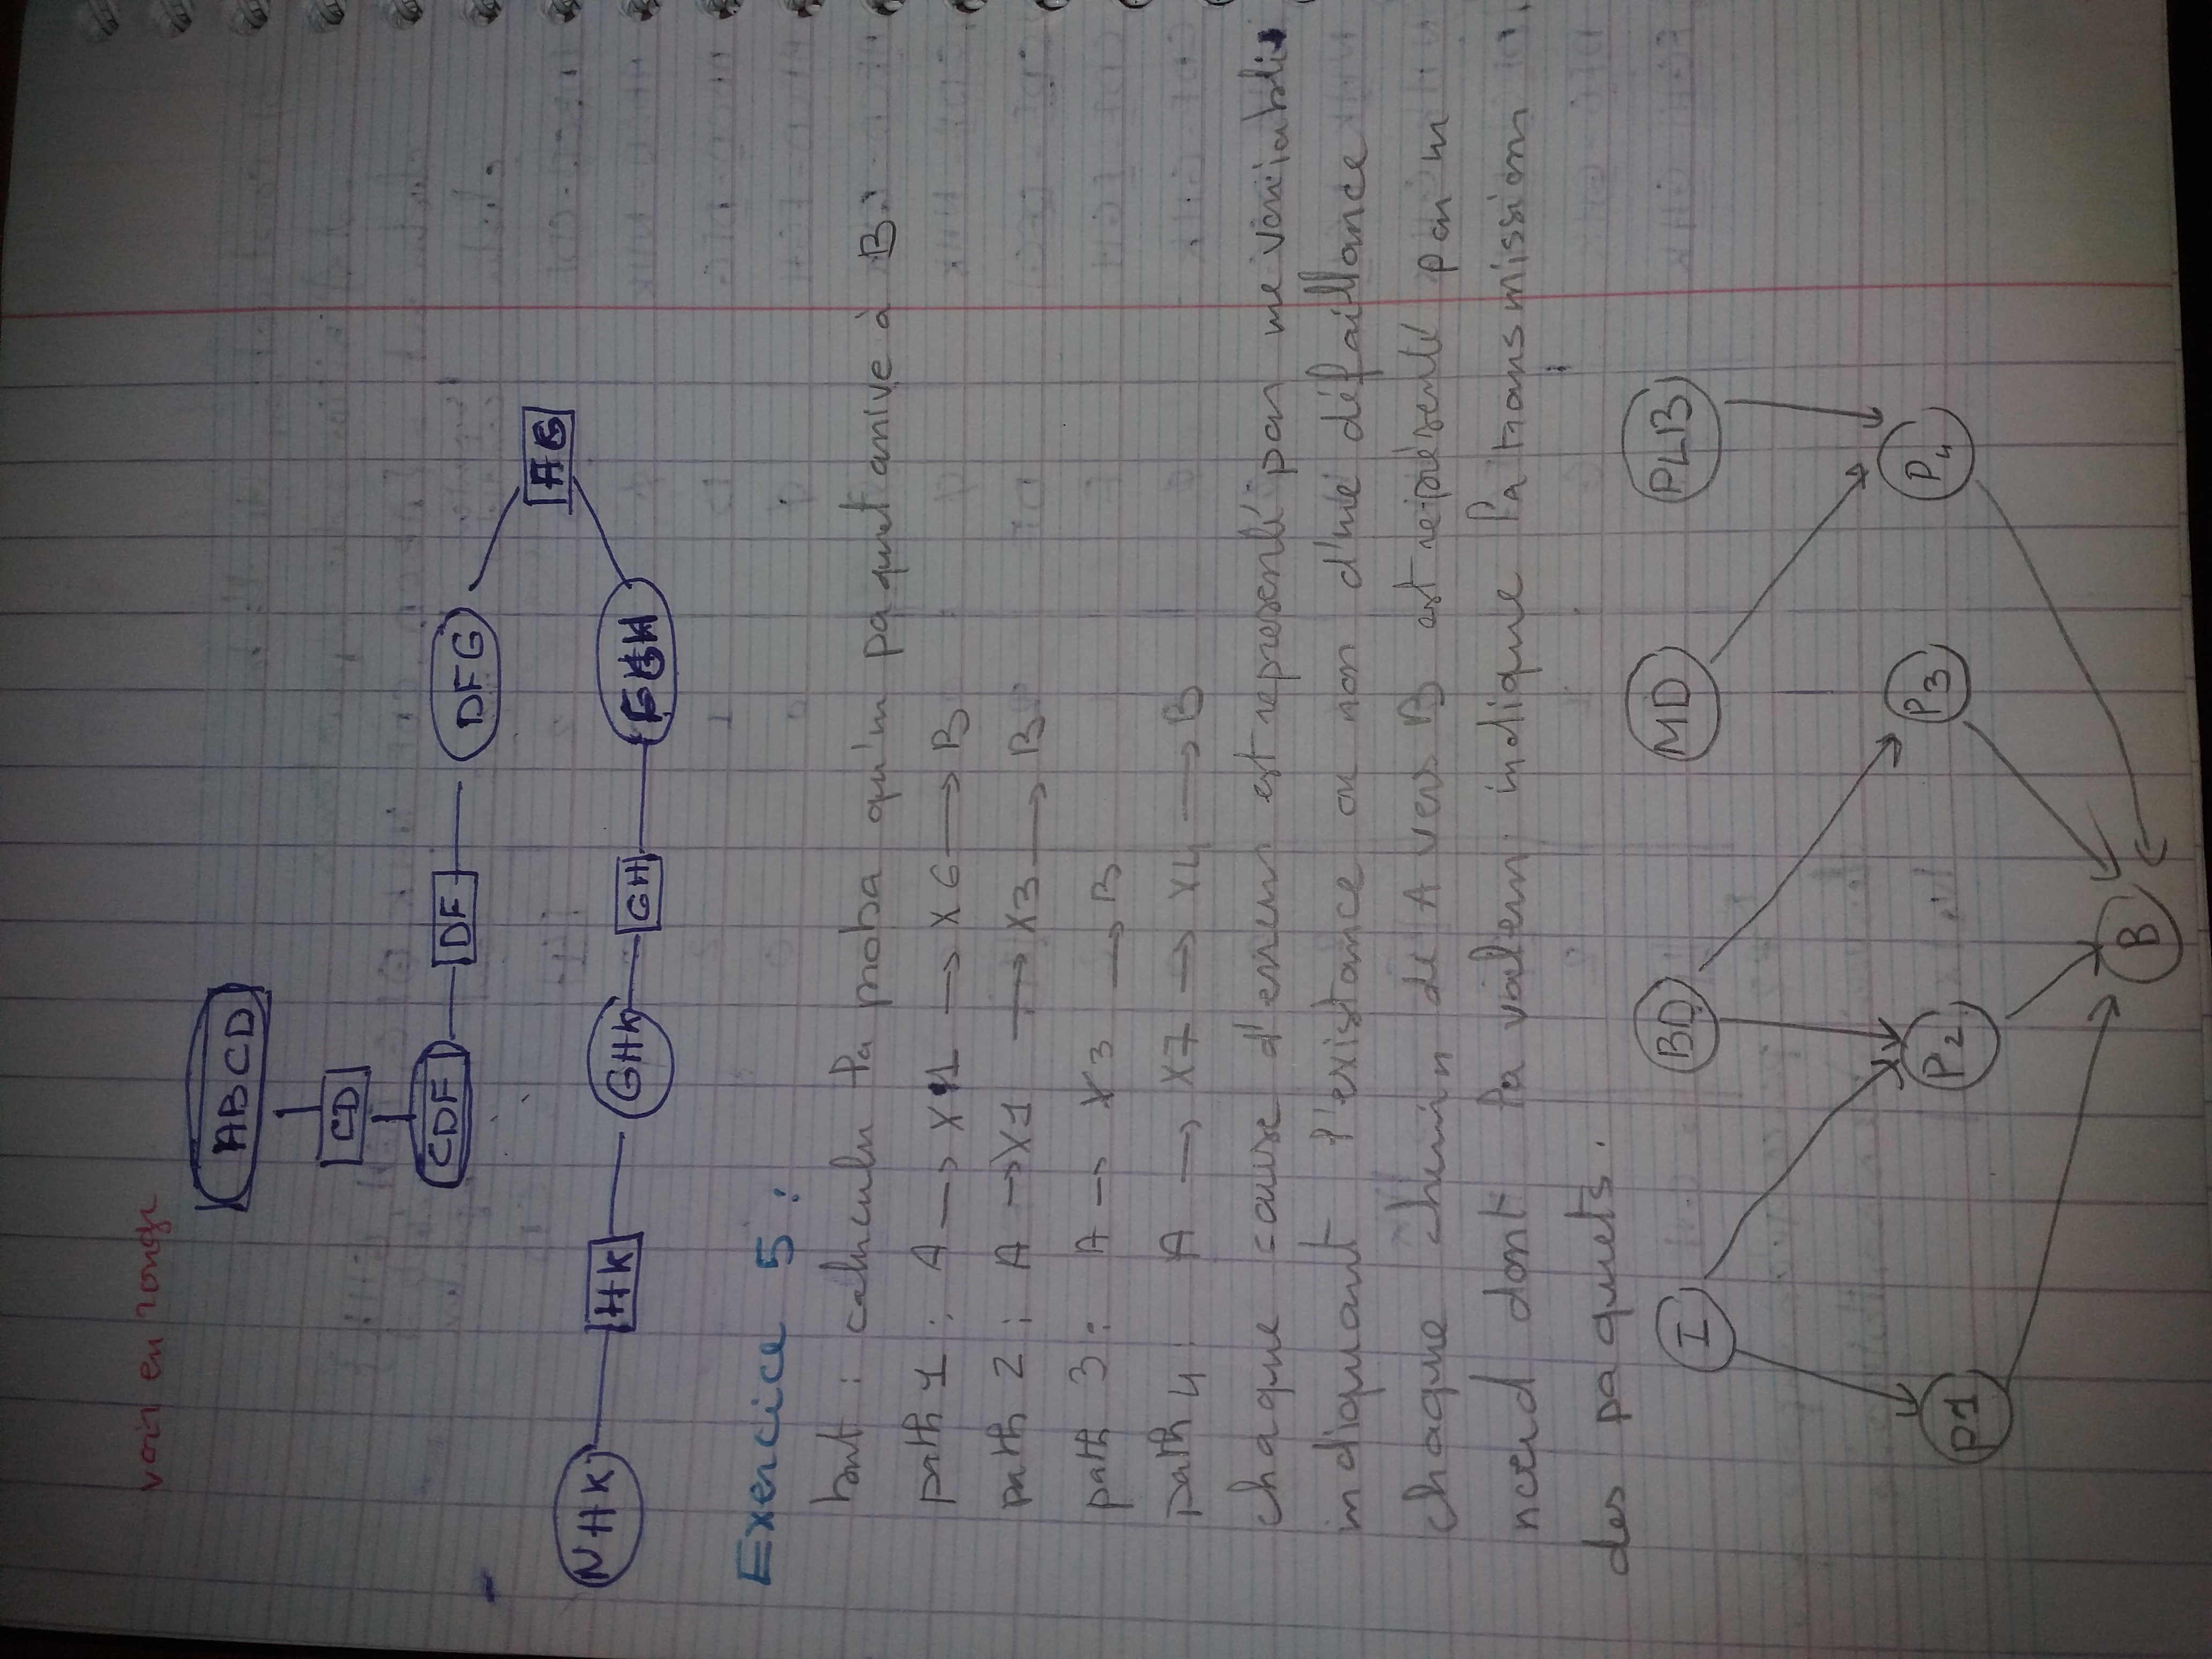 voir en rouge
ABCD
CD
CDF DF DFG
AG
NHK HK GHK GH FGH
Exercice 5 :
but : calculer la proba qu'un paquet arrive à B.
path 1 : A → X1 → X6 → B
path 2 : A → X1 → X3 → B
path 3 : A → X3 → B
path 4 : A → X7 → X4 → B
chaque cause d'erreur est representé par une variable
indiquant l'existance ou non d'une défaillance
chaque chemin de A vers B est représenté par un
nœud dont la valeur indique la transmission
des paquets.
I BD MD PLB
P1 P2 P3 P4
B